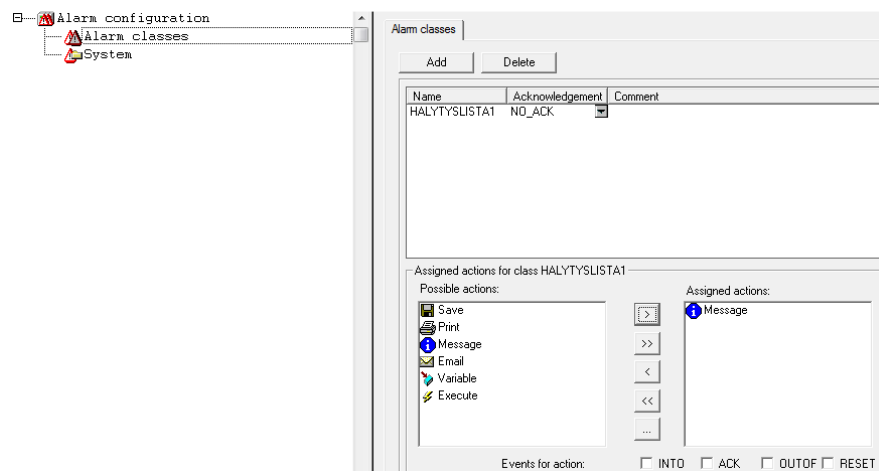 Alarm configuration
Alarm classes
System
Alarm classes
Add Delete
Name Acknowledgement Comment
HALYTYSLISTA1 NO_ACK
Assigned actions for class HALYTYSLISTA1
Possible actions: Assigned actions:
Save Message
Print
Message
Email
Variable
Execute
>
>>
<
<<
...
Events for action: INTO ACK OUTOF RESET